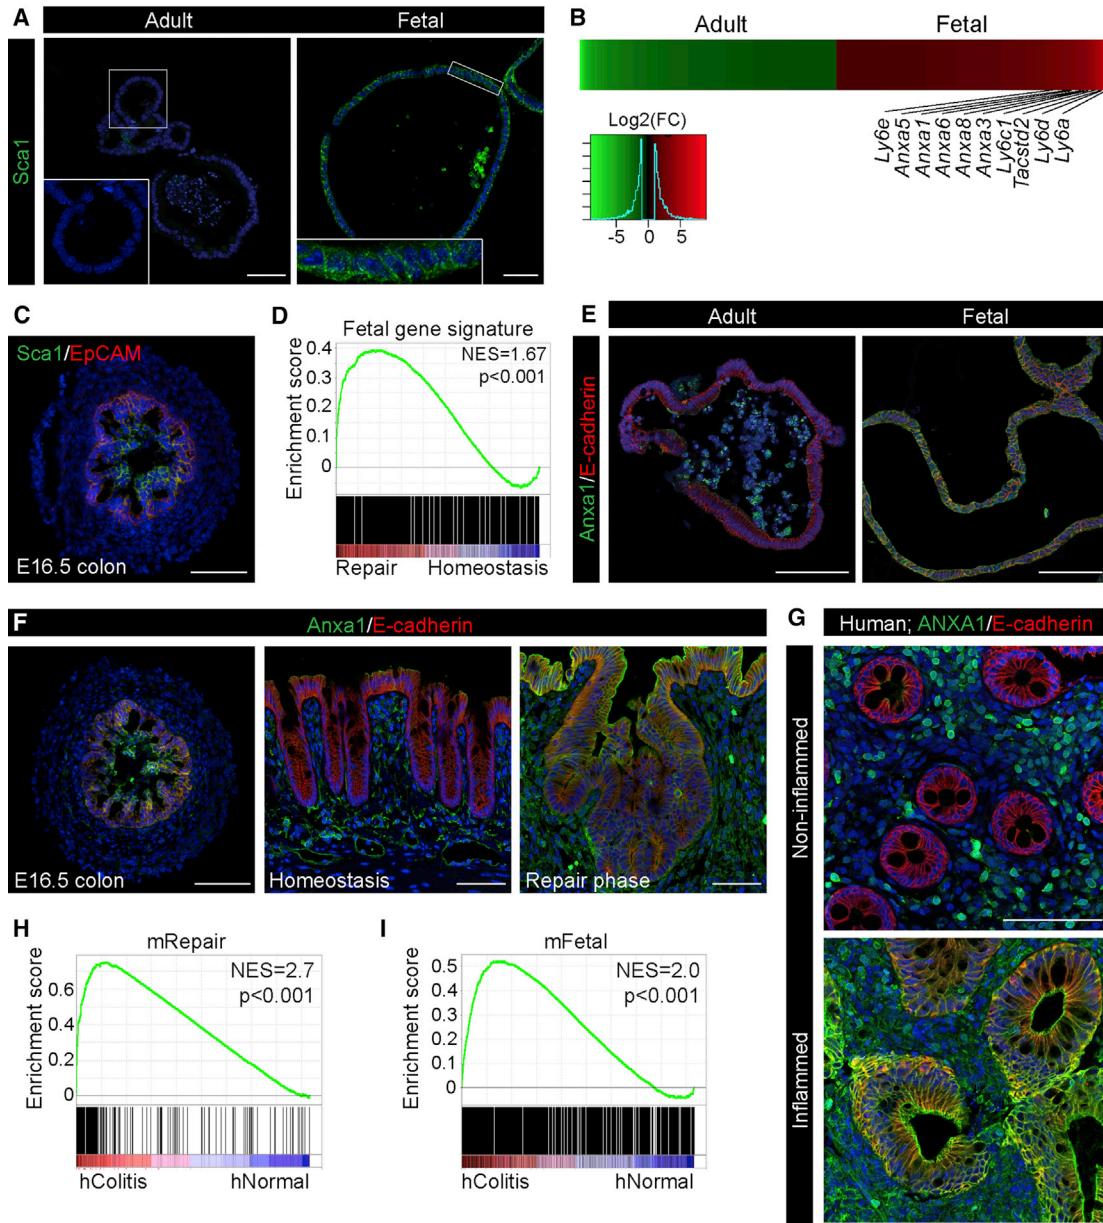 A
Adult
Fetal
Sca1
B
Adult
Fetal
Ly6e
Anxa5
Anxa1
Anxa6
Anxa8
Anxa3
Ly6c1
Tacstd2
Ly6d
Ly6a
Log2(FC)
-5 0 5
C
Sca1/EpCAM
E16.5 colon
D
Fetal gene signature
NES=1.67
p<0.001
Enrichment score
0.4
0.3
0.2
0.1
0
Repair Homeostasis
E
Adult
Fetal
Anxa1/E-cadherin
F
Anxa1/E-cadherin
E16.5 colon
Homeostasis
Repair phase
G
Human; ANXA1/E-cadherin
Non-inflammed
Inflammed
H
mRepair
NES=2.7
p<0.001
Enrichment score
0.6
0.4
0.2
0
hColitis hNormal
I
mFetal
NES=2.0
p<0.001
Enrichment score
0.5
0.4
0.3
0.2
0.1
0
hColitis hNormal